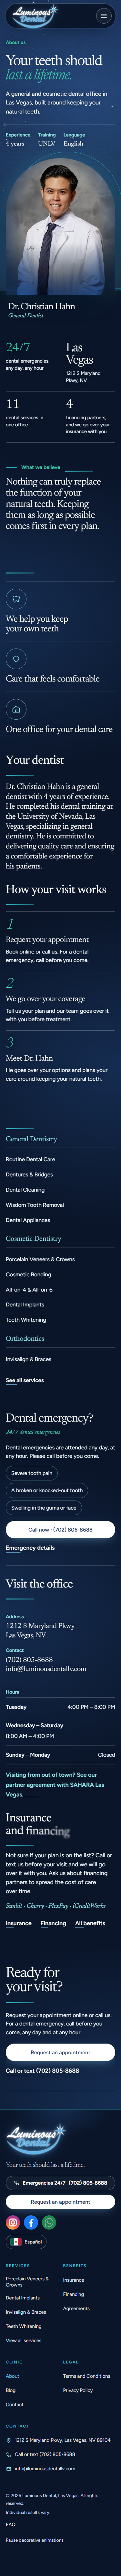 Luminous
Dental
About us
Your teeth should
last a lifetime.
A general and cosmetic dental office in
Las Vegas, built around keeping your
natural teeth.
Experience
4 years
Training
UNLV
Language
English
Dr. Christian Hahn
General Dentist
24/7
dental emergencies,
any day, any hour
Las
Vegas
1212 S Maryland
Pkwy, NV
11
dental services in
one office
4
financing partners,
and we go over your
insurance with you
What we believe
Nothing can truly replace
the function of your
natural teeth. Keeping
them as long as possible
comes first in every plan.
We help you keep
your own teeth
Care that feels comfortable
One office for your dental care
Your dentist
Dr. Christian Hahn is a general
dentist with 4 years of experience.
He completed his dental training at
the University of Nevada, Las
Vegas, specializing in general
dentistry. He is committed to
delivering quality care and ensuring
a comfortable experience for
his patients.
How your visit works
1
Request your appointment
Book online or call us. For a dental
emergency, call before you come.
2
We go over your coverage
Tell us your plan and our team goes over it
with you before treatment.
3
Meet Dr. Hahn
He goes over your options and plans your
care around keeping your natural teeth.
General Dentistry
Routine Dental Care
Dentures & Bridges
Dental Cleaning
Wisdom Tooth Removal
Dental Appliances
Cosmetic Dentistry
Porcelain Veneers & Crowns
Cosmetic Bonding
All-on-4 & All-on-6
Dental Implants
Teeth Whitening
Orthodontics
Invisalign & Braces
See all services
Dental emergency?
24/7 dental emergencies
Dental emergencies are attended any day, at
any hour. Please call before you come.
Severe tooth pain
A broken or knocked-out tooth
Swelling in the gums or face
Call now · (702) 805-8688
Emergency details
Visit the office
Address
1212 S Maryland Pkwy
Las Vegas, NV
Contact
(702) 805-8688
info@luminousdentallv.com
Hours
Tuesday 4:00 PM – 8:00 PM
Wednesday – Saturday
8:00 AM – 4:00 PM
Sunday – Monday Closed
Visiting from out of town? See our
partner agreement with SAHARA Las
Vegas.
Insurance
and financing
Not sure if your plan is on the list? Call or
text us before your visit and we will go
over it with you. Ask us about financing
partners to spread the cost of care
over time.
Sunbit · Cherry · PlexPay · iCreditWorks
Insurance Financing All benefits
Ready for
your visit?
Request your appointment online or call us.
For a dental emergency, call before you
come, any day and at any hour.
Request an appointment
Call or text (702) 805-8688
Luminous
Dental
Your teeth should last a lifetime.
Emergencies 24/7 (702) 805-8688
Request an appointment
Español
SERVICES
Porcelain Veneers &
Crowns
Dental Implants
Invisalign & Braces
Teeth Whitening
View all services
BENEFITS
Insurance
Financing
Agreements
CLINIC
About
Blog
Contact
LEGAL
Terms and Conditions
Privacy Policy
CONTACT
1212 S Maryland Pkwy, Las Vegas, NV 89104
Call or text (702) 805-8688
info@luminousdentallv.com
© 2026 Luminous Dental, Las Vegas. All rights
reserved.
Individual results vary.
FAQ
Pause decorative animations